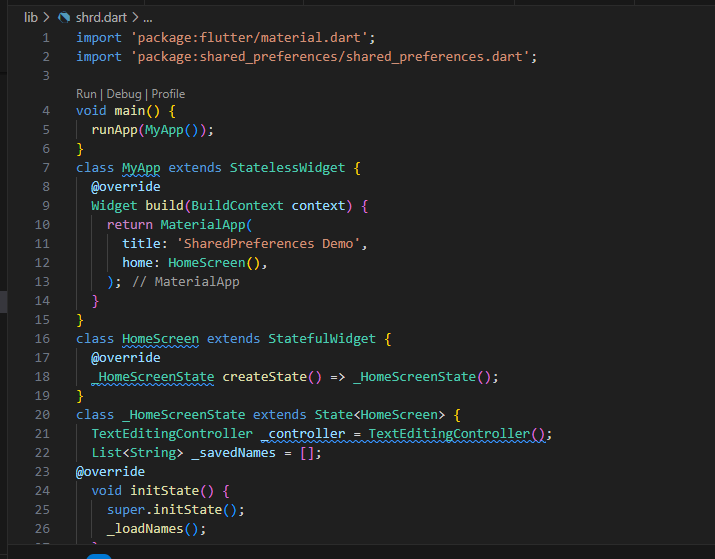 lib > shrd.dart > ...
1 import 'package:flutter/material.dart';
2 import 'package:shared_preferences/shared_preferences.dart';
3
Run | Debug | Profile
4 void main() {
5   runApp(MyApp());
6 }
7 class MyApp extends StatelessWidget {
8   @override
9   Widget build(BuildContext context) {
10     return MaterialApp(
11       title: 'SharedPreferences Demo',
12       home: HomeScreen(),
13     ); // MaterialApp
14   }
15 }
16 class HomeScreen extends StatefulWidget {
17   @override
18   _HomeScreenState createState() => _HomeScreenState();
19 }
20 class _HomeScreenState extends State<HomeScreen> {
21   TextEditingController _controller = TextEditingController();
22   List<String> _savedNames = [];
23 @override
24   void initState() {
25     super.initState();
26     _loadNames();